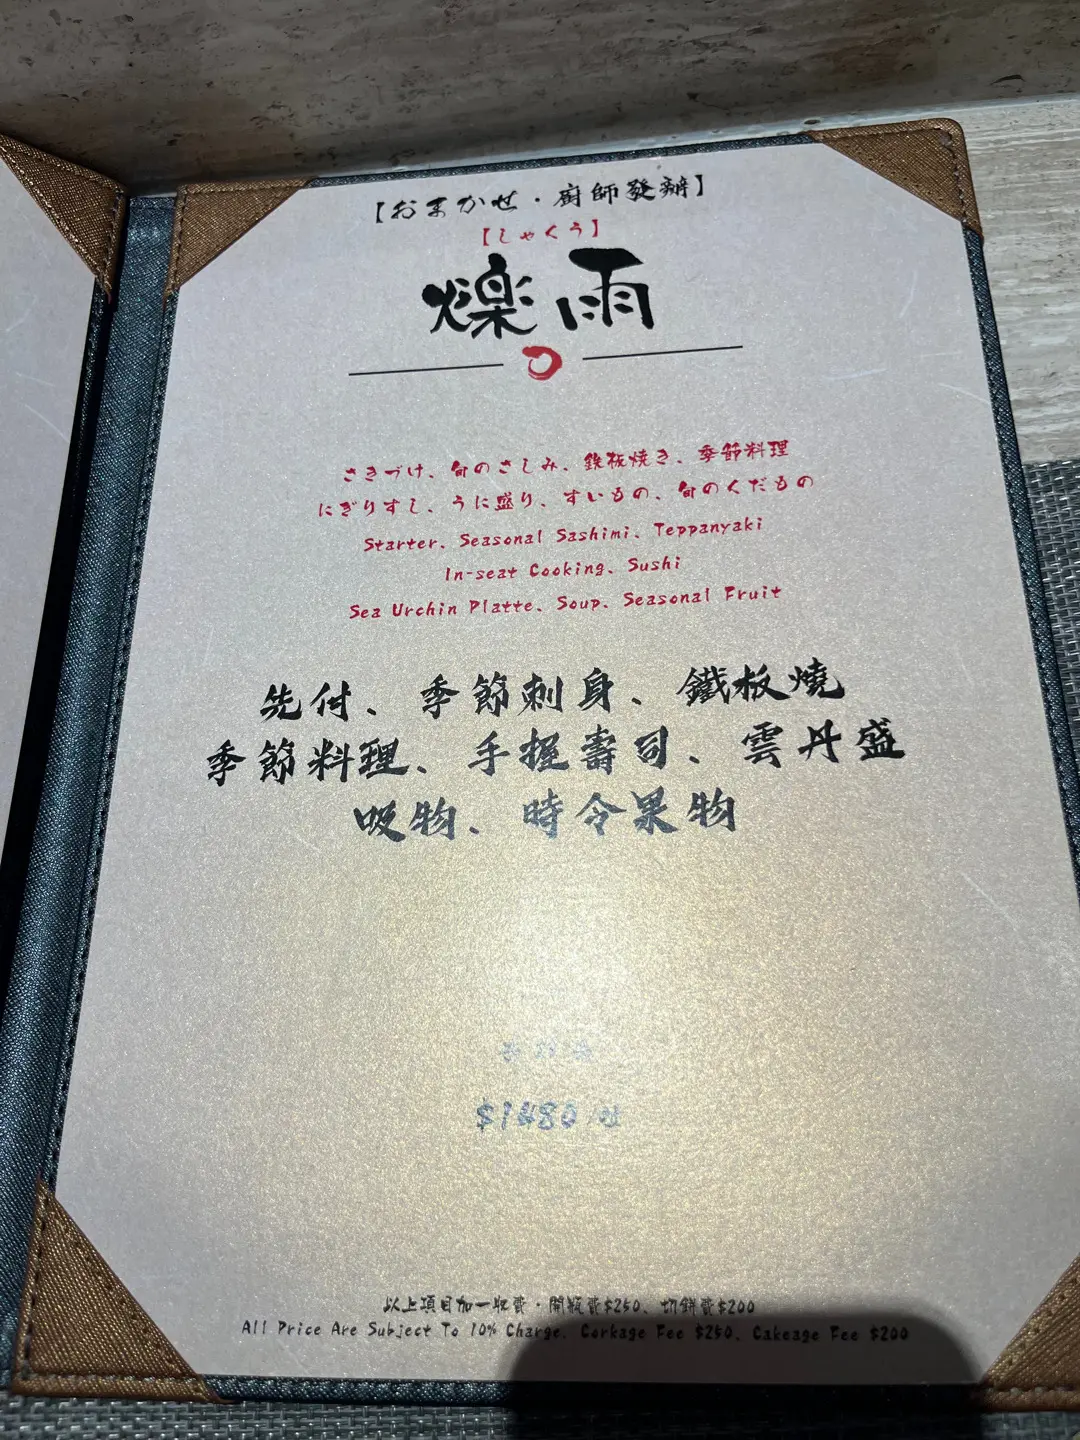 【おまかせ・廚師發辦】
【しゃくう】
爍雨
さきづけ、旬のさしみ、鉄板焼き、季節料理
にぎりすし、うに盛り、すいもの、旬のくだもの
Starter、Seasonal Sashimi、Teppanyaki
In-seat Cooking、Sushi
Sea Urchin Platte、Soup、Seasonal Fruit
先付、季節刺身、鐵板燒
季節料理、手握壽司、雲丹盛
吸物、時令果物
$1480/位
以上項目加一收費・開瓶費$250、切餅費$200
All Price Are Subject To 10% Charge、Corkage Fee $250、Cakeage Fee $200